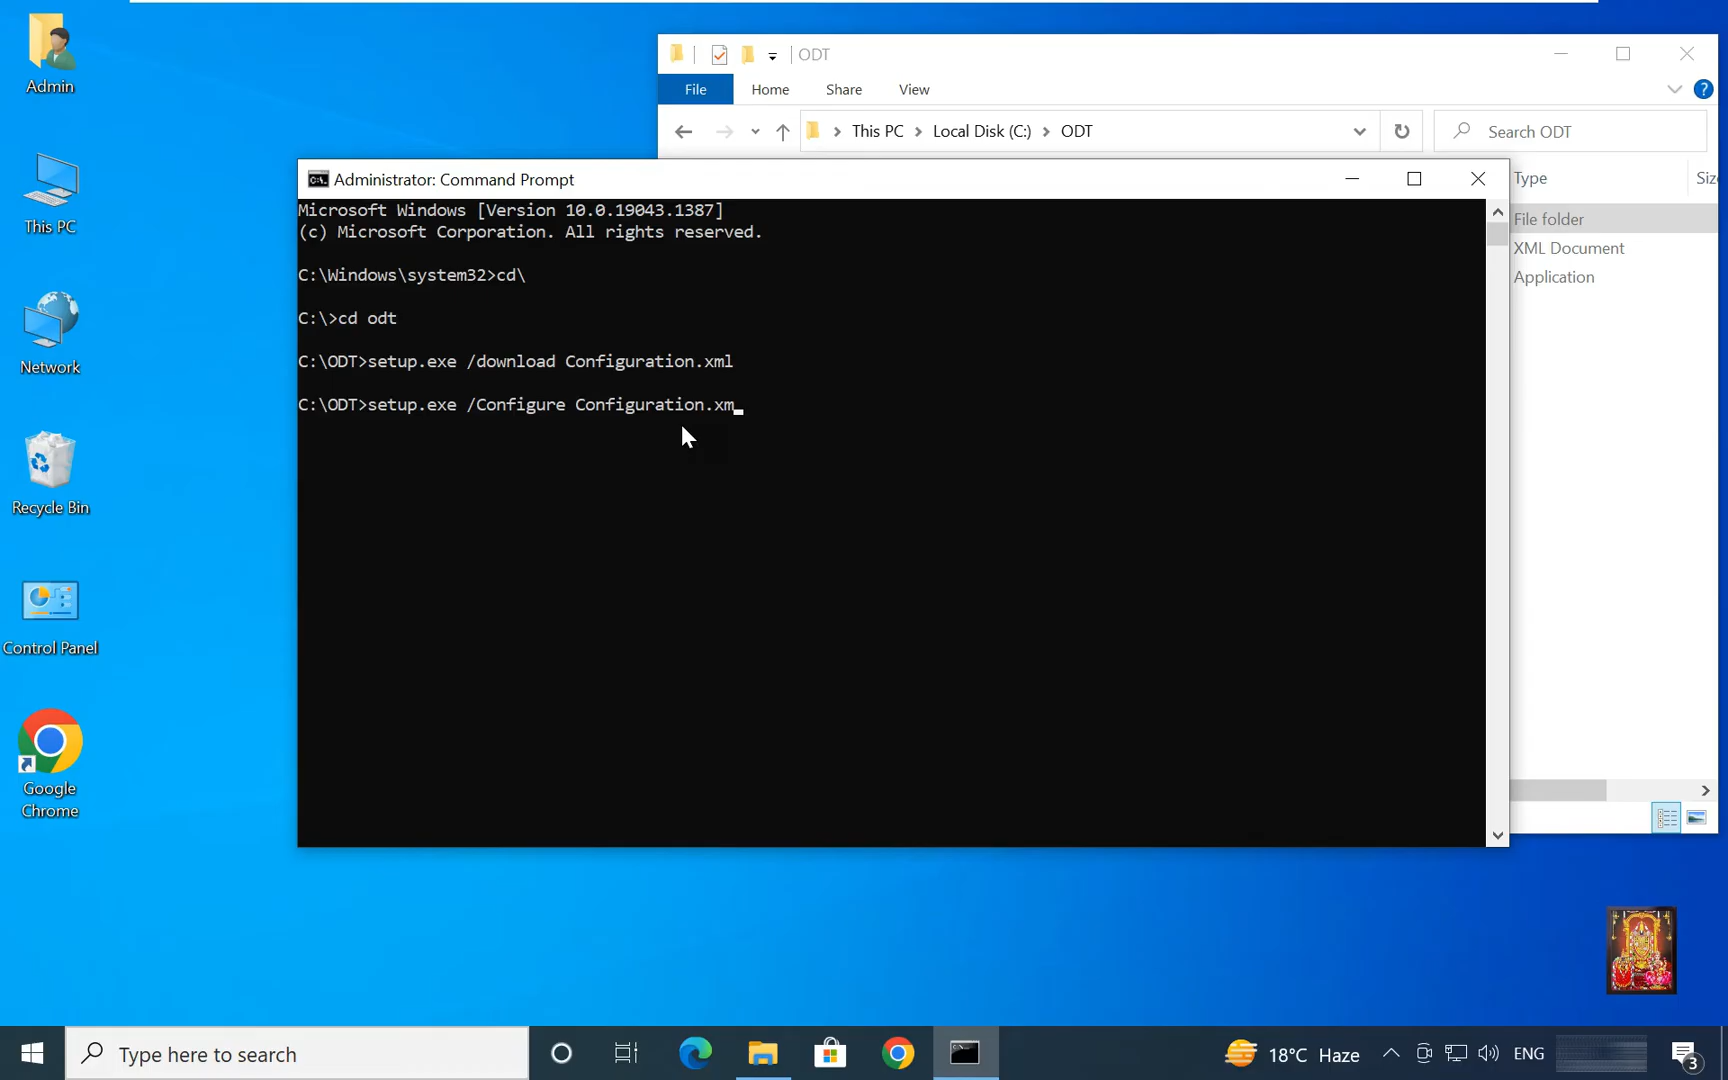 Admin
This PC
Network
Recycle Bin
Control Panel
Google
Chrome
ODT
File Home Share View
This PC Local Disk (C:) ODT
Search ODT
Type Siz
File folder
XML Document
Application
Administrator: Command Prompt
Microsoft Windows [Version 10.0.19043.1387]
(c) Microsoft Corporation. All rights reserved.
C:\Windows\system32>cd\
C:\>cd odt
C:\ODT>setup.exe /download Configuration.xml
C:\ODT>setup.exe /Configure Configuration.xm_
Type here to search
18°C Haze
ENG
3